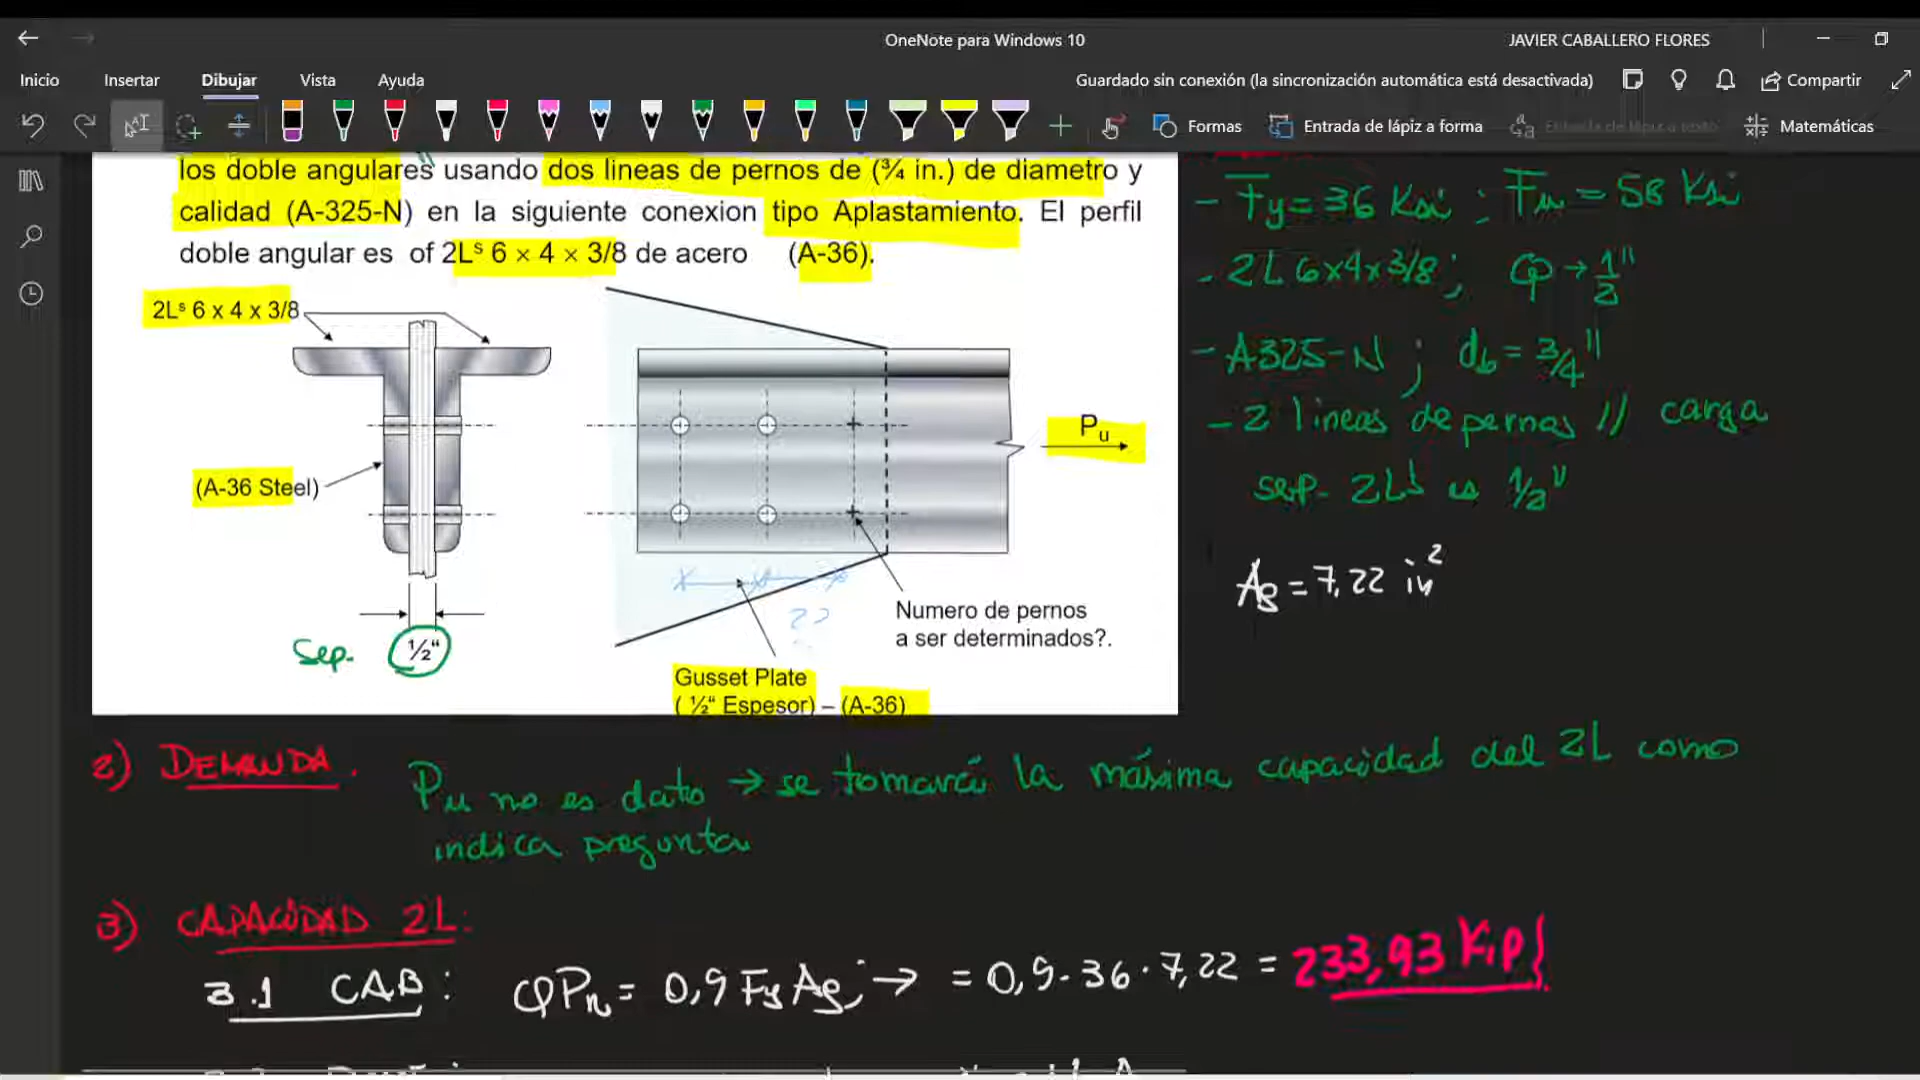 OneNote para Windows 10
JAVIER CABALLERO FLORES
Inicio Insertar Dibujar Vista Ayuda
Guardado sin conexión (la sincronización automática está desactivada)
Compartir
Formas
Entrada de lápiz a forma
Entrada de lápiz a texto
Matemáticas
los doble angulares usando dos lineas de pernos de (¾ in.) de diametro y
calidad (A-325-N) en la siguiente conexion tipo Aplastamiento. El perfil
doble angular es of 2Lˢ 6 × 4 × 3/8 de acero (A-36).
2Lˢ 6 x 4 x 3/8
(A-36 Steel)
Pu
Numero de pernos
a ser determinados?.
Sep. ½"
Gusset Plate
( ½" Espesor) – (A-36)
- Fy = 36 Ksi ; Fu = 58 Ksi
- 2L 6x4x3/8 ; GP → 1/2"
- A325-N ; db = 3/4"
- 2 lineas de pernos // carga
sep. 2Ls es 1/2"
Ag = 7,22 in²
2) DEMANDA.
Pu no es dato → se tomará la máxima capacidad del 2L como
indica pregunta
3) CAPACIDAD 2L:
3.1 CAB : φPn = 0,9 Fy Ag → = 0,9 · 36 · 7,22 = 233,93 Kip